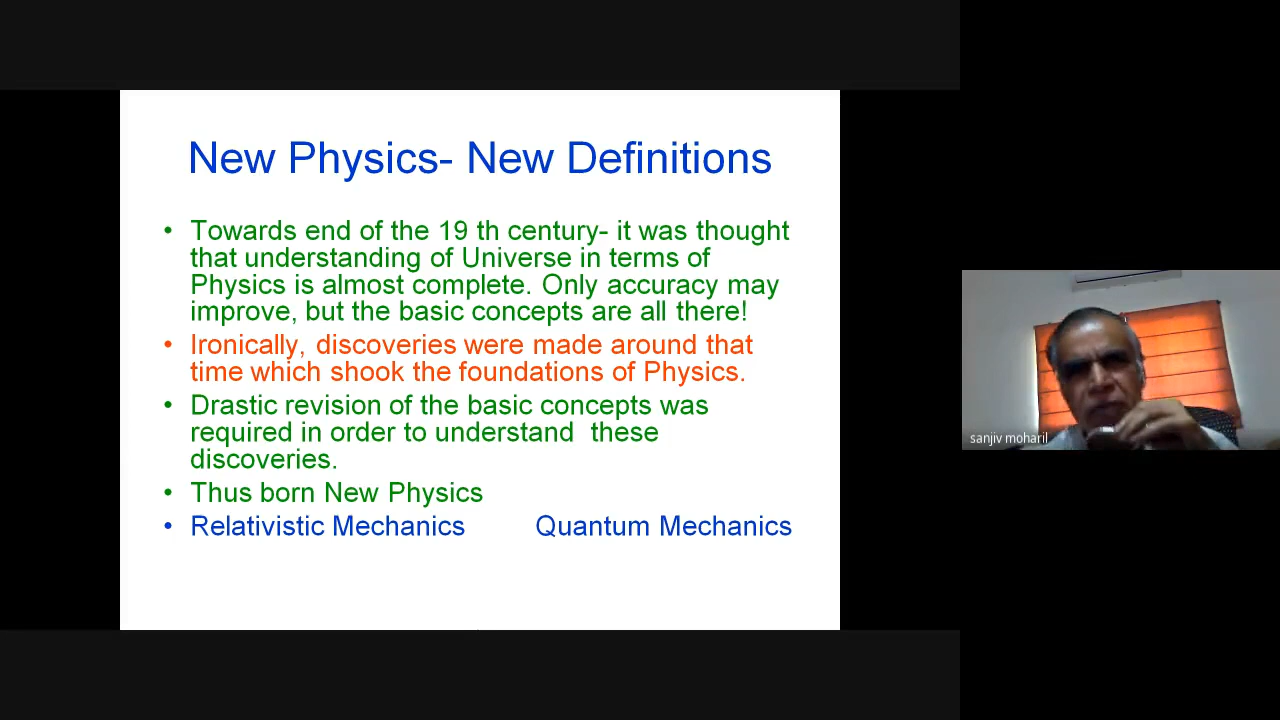 New Physics- New Definitions
• Towards end of the 19 th century- it was thought
that understanding of Universe in terms of
Physics is almost complete. Only accuracy may
improve, but the basic concepts are all there!
• Ironically, discoveries were made around that
time which shook the foundations of Physics.
• Drastic revision of the basic concepts was
required in order to understand  these
discoveries.
• Thus born New Physics
• Relativistic Mechanics Quantum Mechanics
sanjiv moharil